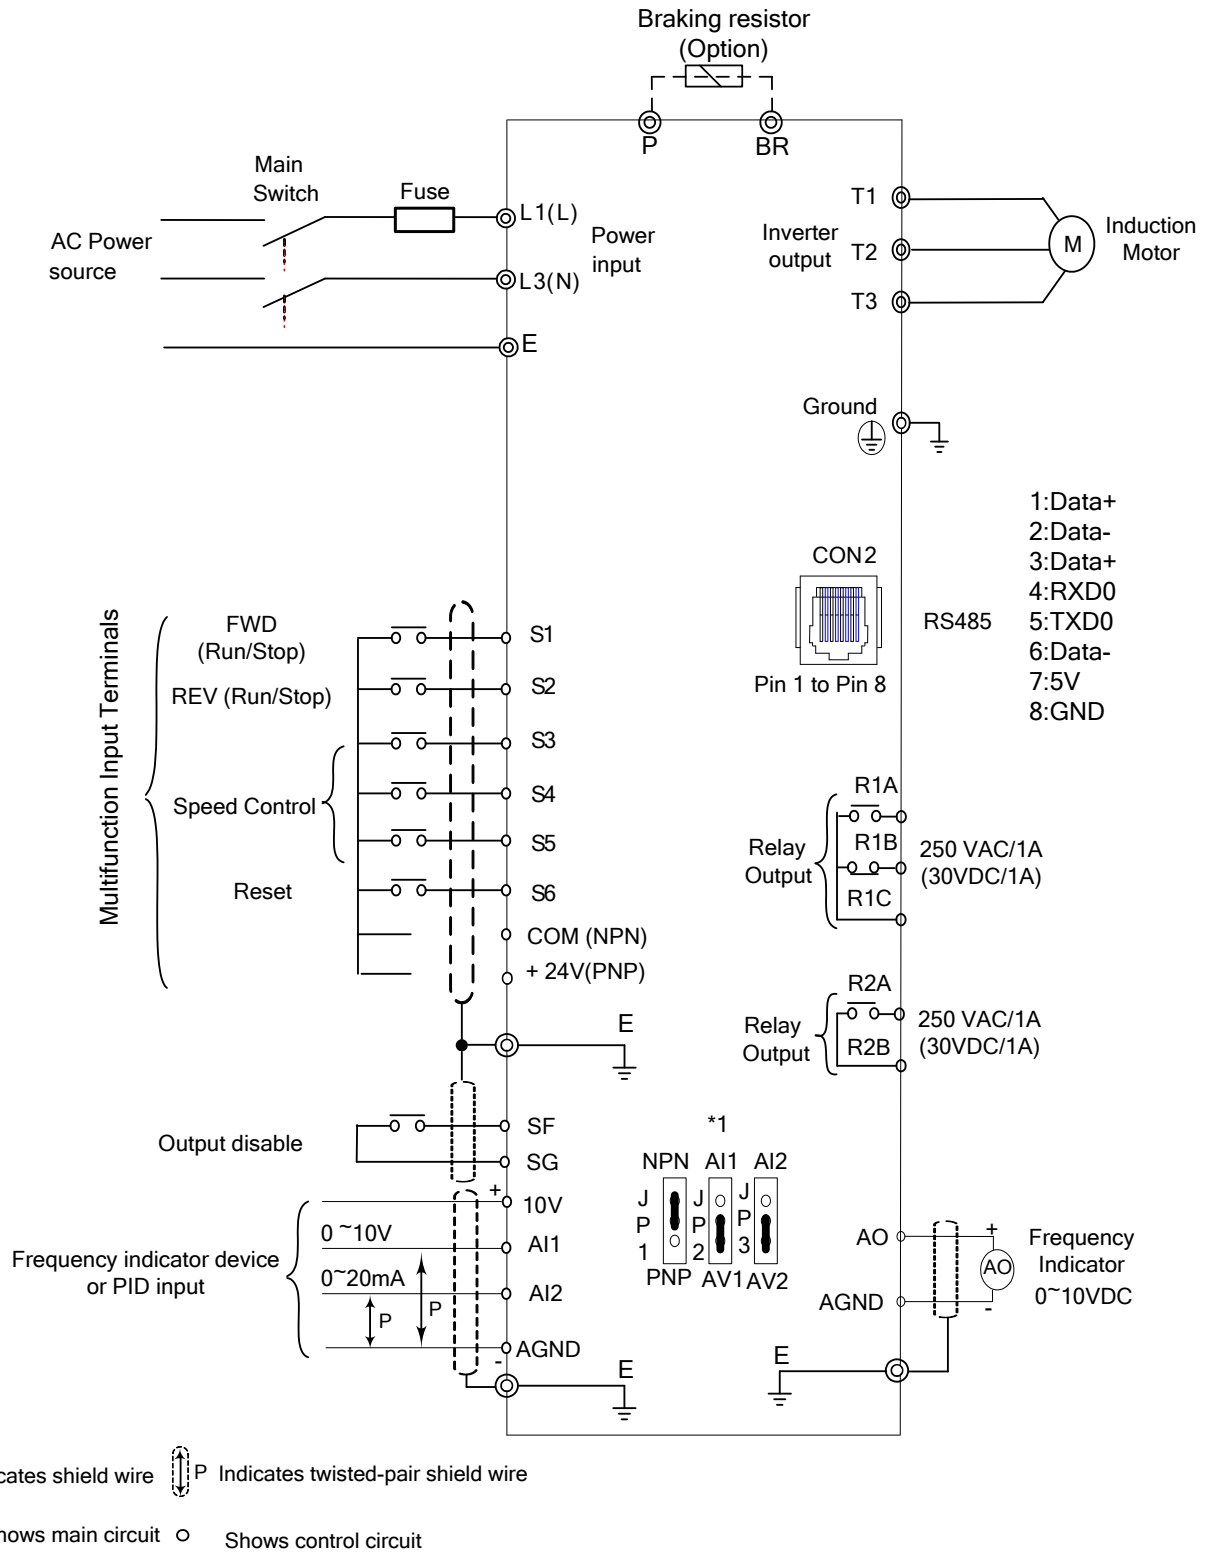 Braking resistor
(Option)
P
BR
Main
Switch
Fuse
AC Power
source
L1(L)
L3(N)
E
Power
input
Inverter
output
T1
T2
T3
M
Induction
Motor
Ground
CON2
Pin 1 to Pin 8
RS485
1:Data+
2:Data-
3:Data+
4:RXD0
5:TXD0
6:Data-
7:5V
8:GND
Multifunction Input Terminals
FWD
(Run/Stop)
REV (Run/Stop)
Speed Control
Reset
S1
S2
S3
S4
S5
S6
COM (NPN)
+ 24V(PNP)
E
Relay
Output
R1A
R1B
R1C
250 VAC/1A
(30VDC/1A)
Relay
Output
R2A
R2B
250 VAC/1A
(30VDC/1A)
Output disable
SF
SG
*1
NPN AI1 AI2
JP1
JP2
JP3
PNP AV1 AV2
Frequency indicator device
or PID input
0 ~10V
0~20mA
P
P
+
10V
AI1
AI2
AGND
-
E
AO
AGND
+
AO
-
Frequency
Indicator
0~10VDC
E
cates shield wire
P Indicates twisted-pair shield wire
hows main circuit
Shows control circuit